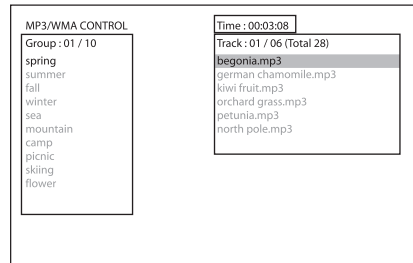 MP3/WMA CONTROL
Group : 01 / 10
spring
summer
fall
winter
sea
mountain
camp
picnic
skiing
flower
Time : 00:03:08
Track : 01 / 06 (Total 28)
begonia.mp3
german chamomile.mp3
kiwi fruit.mp3
orchard grass.mp3
petunia.mp3
north pole.mp3